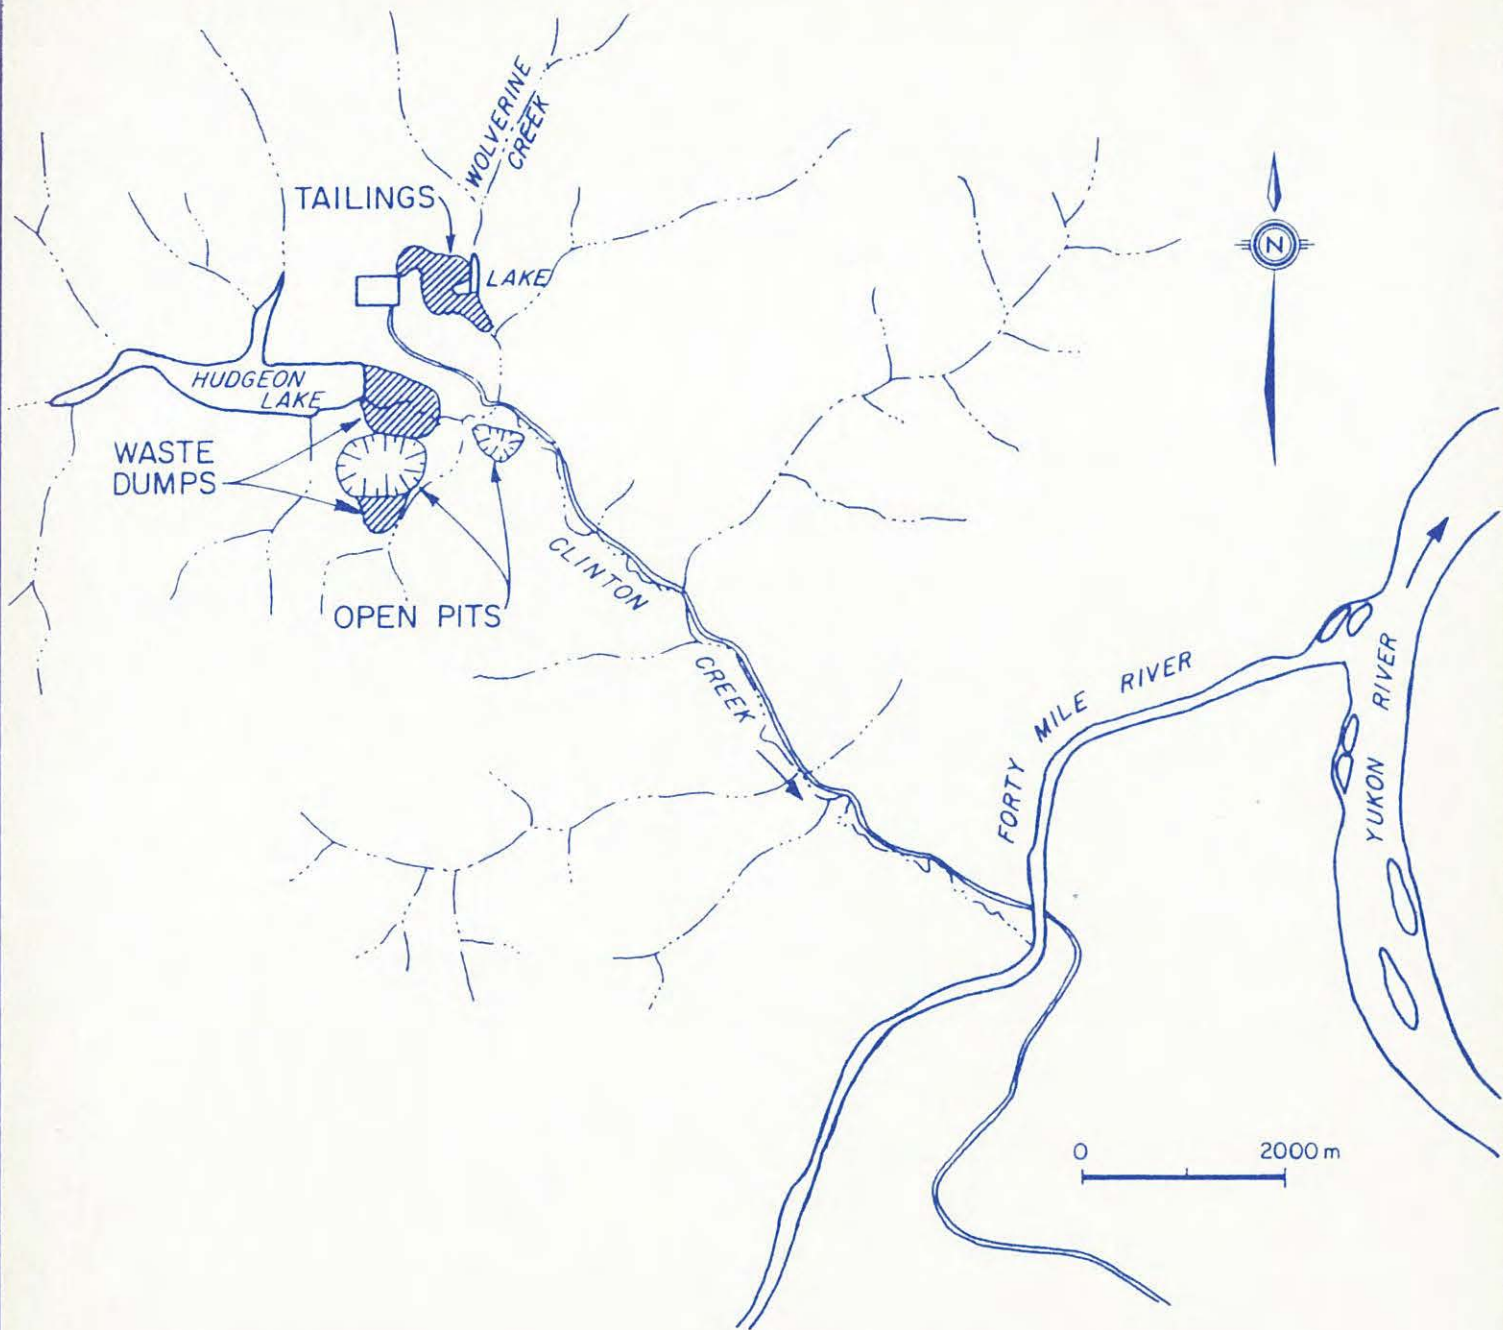 WOLVERINE
CREEK
TAILINGS
N
LAKE
HUDGEON
LAKE
WASTE
DUMPS
OPEN PITS
CLINTON
CREEK
FORTY MILE RIVER
YUKON RIVER
0 2000 m